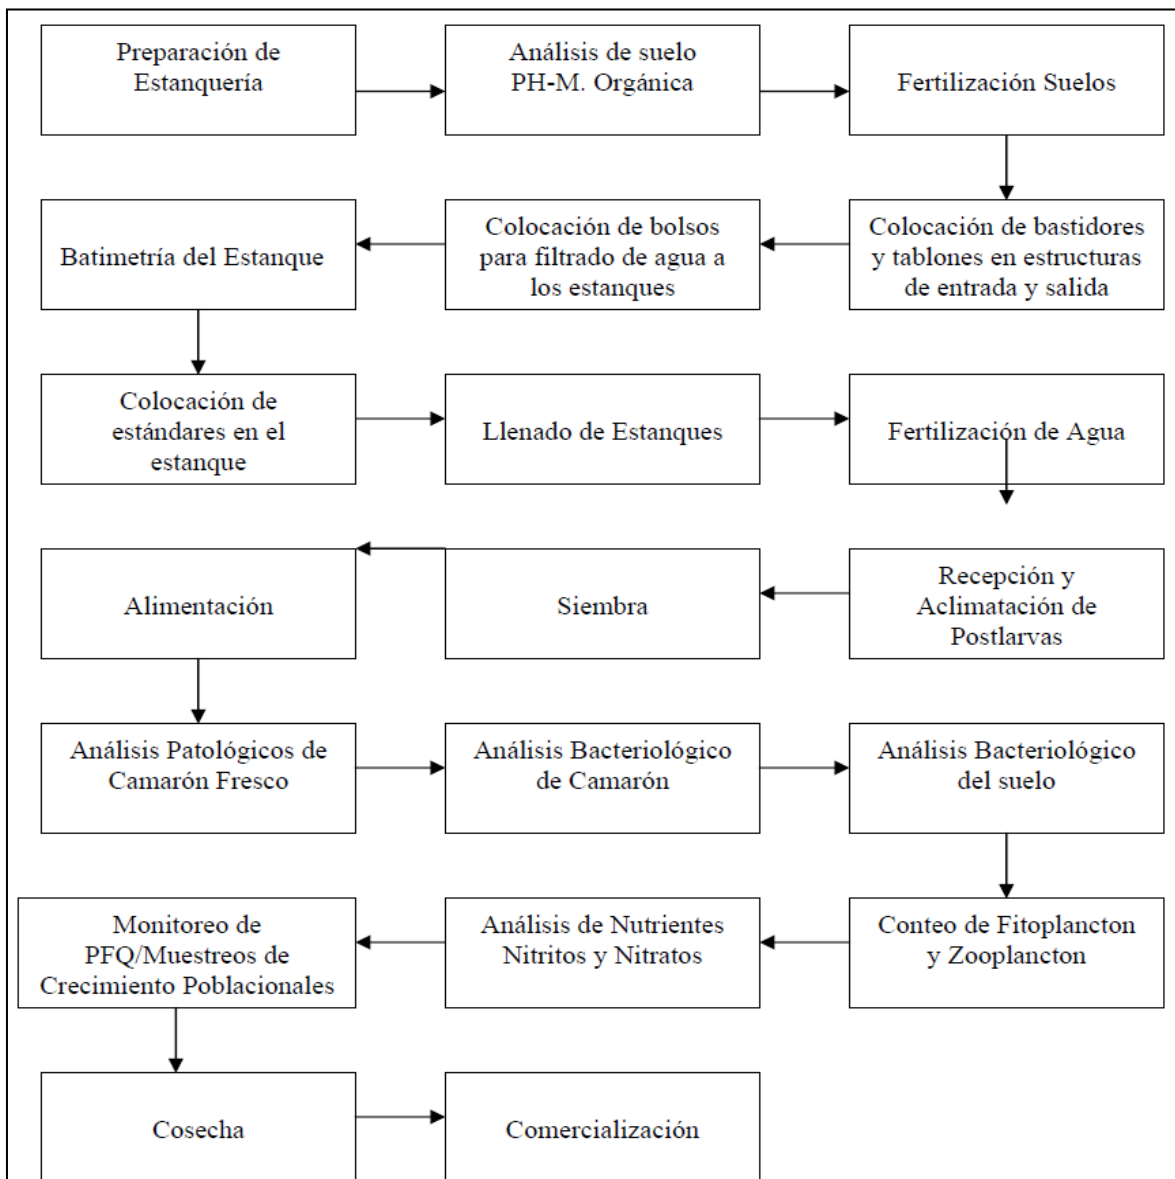 Preparación de
Estanquería
Análisis de suelo
PH-M. Orgánica
Fertilización Suelos
Colocación de bastidores
y tablones en estructuras
de entrada y salida
Colocación de bolsos
para filtrado de agua a
los estanques
Batimetría del Estanque
Colocación de
estándares en el
estanque
Llenado de Estanques
Fertilización de Agua
Recepción y
Aclimatación de
Postlarvas
Siembra
Alimentación
Análisis Patológicos de
Camarón Fresco
Análisis Bacteriológico
de Camarón
Análisis Bacteriológico
del suelo
Conteo de Fitoplancton
y Zooplancton
Análisis de Nutrientes
Nitritos y Nitratos
Monitoreo de
PFQ/Muestreos de
Crecimiento Poblacionales
Cosecha
Comercialización